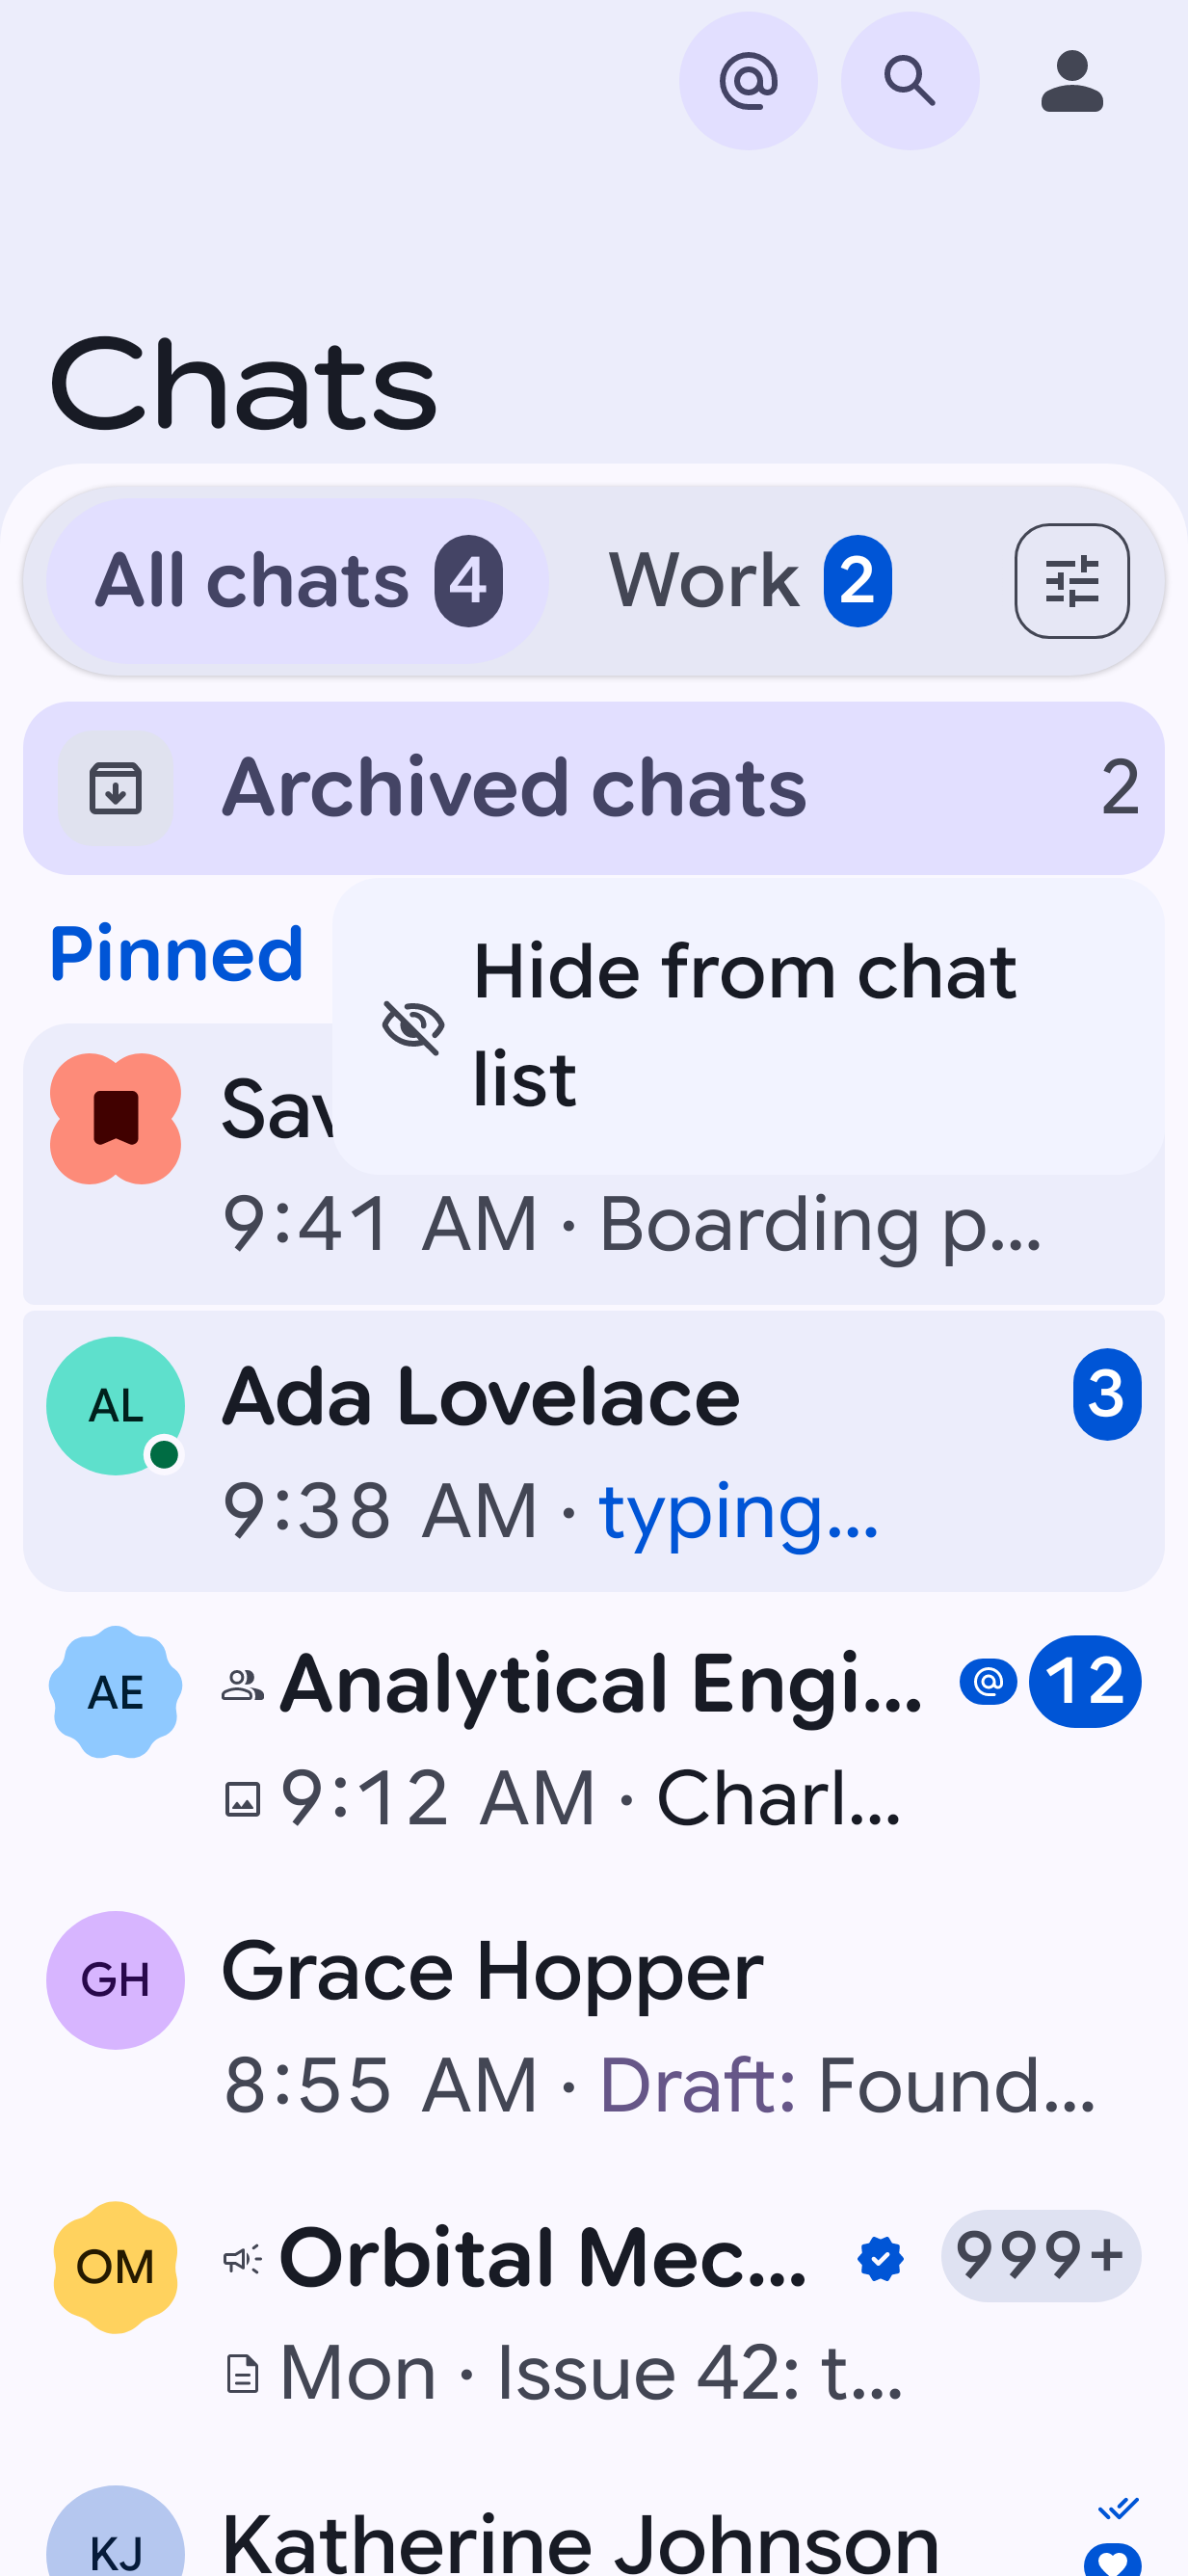 Chats
All chats 4 Work 2
Archived chats 2
Pinned
Hide from chat
list
Sav
9:41 AM · Boarding p...
AL Ada Lovelace 3
9:38 AM · typing...
AE Analytical Engi... @ 12
9:12 AM · Charl...
GH Grace Hopper
8:55 AM · Draft: Found...
OM Orbital Mec... 999+
Mon · Issue 42: t...
KJ Katherine Johnson